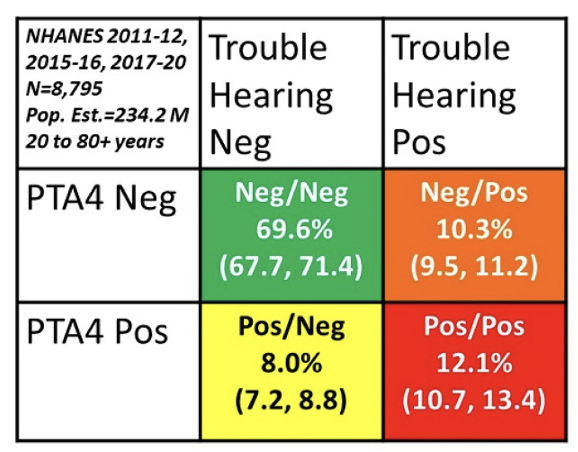 NHANES 2011-12,
2015-16, 2017-20
N=8,795
Pop. Est.=234.2 M
20 to 80+ years
Trouble
Hearing
Neg
Trouble
Hearing
Pos
PTA4 Neg
Neg/Neg
69.6%
(67.7, 71.4)
Neg/Pos
10.3%
(9.5, 11.2)
PTA4 Pos
Pos/Neg
8.0%
(7.2, 8.8)
Pos/Pos
12.1%
(10.7, 13.4)